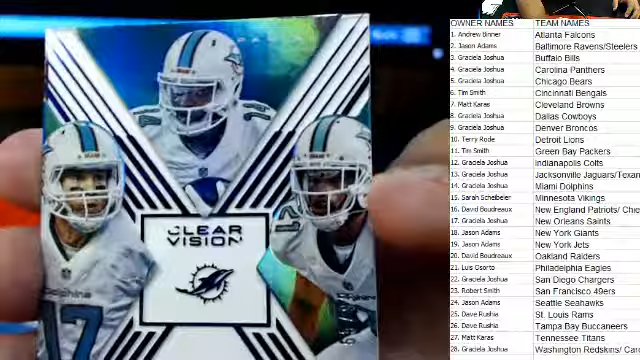 OWNER NAMES TEAM NAMES
1. Andrew Binner Atlanta Falcons
2. Jason Adams Baltimore Ravens/Steelers
3. Graciela Joshua Buffalo Bills
4. Graciela Joshua Carolina Panthers
5. Graciela Joshua Chicago Bears
6. Tim Smith Cincinnati Bengals
7. Matt Karas Cleveland Browns
8. Graciela Joshua Dallas Cowboys
9. Graciela Joshua Denver Broncos
10. Terry Rode Detroit Lions
11. Tim Smith Green Bay Packers
12. Graciela Joshua Indianapolis Colts
13. Graciela Joshua Jacksonville Jaguars/Texan
14. Graciela Joshua Miami Dolphins
15. Sarah Scheibeler Minnesota Vikings
16. David Boudreaux New England Patriots/ Chie
17. Graciela Joshua New Orleans Saints
18. Jason Adams New York Giants
19. Jason Adams New York Jets
20. David Boudreaux Oakland Raiders
21. Luis Osorto Philadelphia Eagles
22. Graciela Joshua San Diego Chargers
23. Robert Smith San Francisco 49ers
24. Jason Adams Seattle Seahawks
25. Dave Rushia St. Louis Rams
26. Dave Rushia Tampa Bay Buccaneers
27. Matt Karas Tennessee Titans
28. Graciela Joshua Washington Redskins/ Car
CLEAR
VISION
17
21